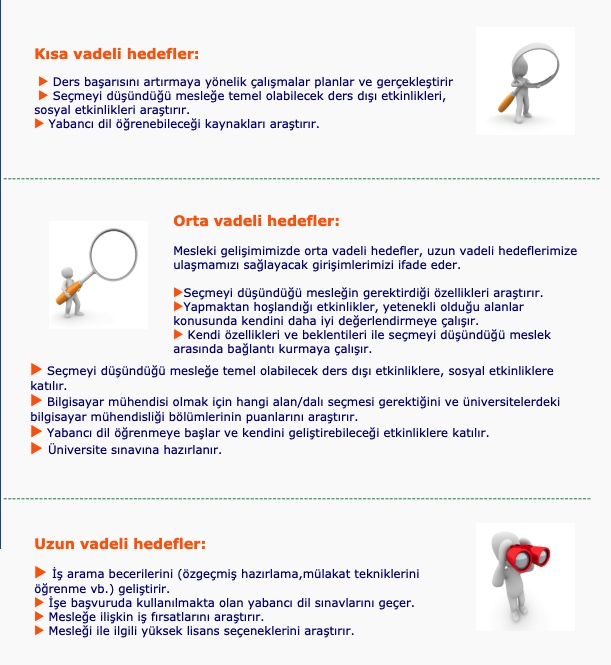 Kısa vadeli hedefler:
Ders başarısını artırmaya yönelik çalışmalar planlar ve gerçekleştirir
Seçmeyi düşündüğü mesleğe temel olabilecek ders dışı etkinlikleri,
sosyal etkinlikleri araştırır.
Yabancı dil öğrenebileceği kaynakları araştırır.
Orta vadeli hedefler:
Mesleki gelişimimizde orta vadeli hedefler, uzun vadeli hedeflerimize
ulaşmamızı sağlayacak girişimlerimizi ifade eder.
Seçmeyi düşündüğü mesleğin gerektirdiği özellikleri araştırır.
Yapmaktan hoşlandığı etkinlikler, yetenekli olduğu alanlar
konusunda kendini daha iyi değerlendirmeye çalışır.
Kendi özellikleri ve beklentileri ile seçmeyi düşündüğü meslek
arasında bağlantı kurmaya çalışır.
Seçmeyi düşündüğü mesleğe temel olabilecek ders dışı etkinliklere, sosyal etkinliklere
katılır.
Bilgisayar mühendisi olmak için hangi alan/dalı seçmesi gerektiğini ve üniversitelerdeki
bilgisayar mühendisliği bölümlerinin puanlarını araştırır.
Yabancı dil öğrenmeye başlar ve kendini geliştirebileceği etkinliklere katılır.
Üniversite sınavına hazırlanır.
Uzun vadeli hedefler:
İş arama becerilerini (özgeçmiş hazırlama,mülakat tekniklerini
öğrenme vb.) geliştirir.
İşe başvuruda kullanılmakta olan yabancı dil sınavlarını geçer.
Mesleğe ilişkin iş fırsatlarını araştırır.
Mesleği ile ilgili yüksek lisans seçeneklerini araştırır.